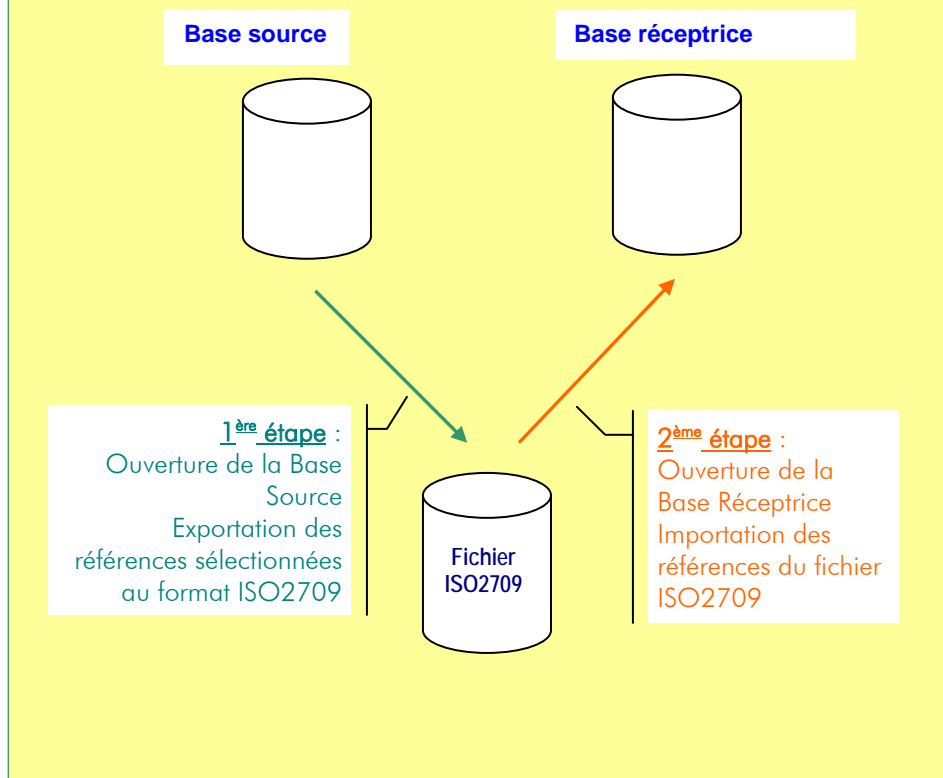 Base source
Base réceptrice
1ère étape :
Ouverture de la Base
Source
Exportation des
références sélectionnées
au format ISO2709
Fichier
ISO2709
2ème étape :
Ouverture de la
Base Réceptrice
Importation des
références du fichier
ISO2709